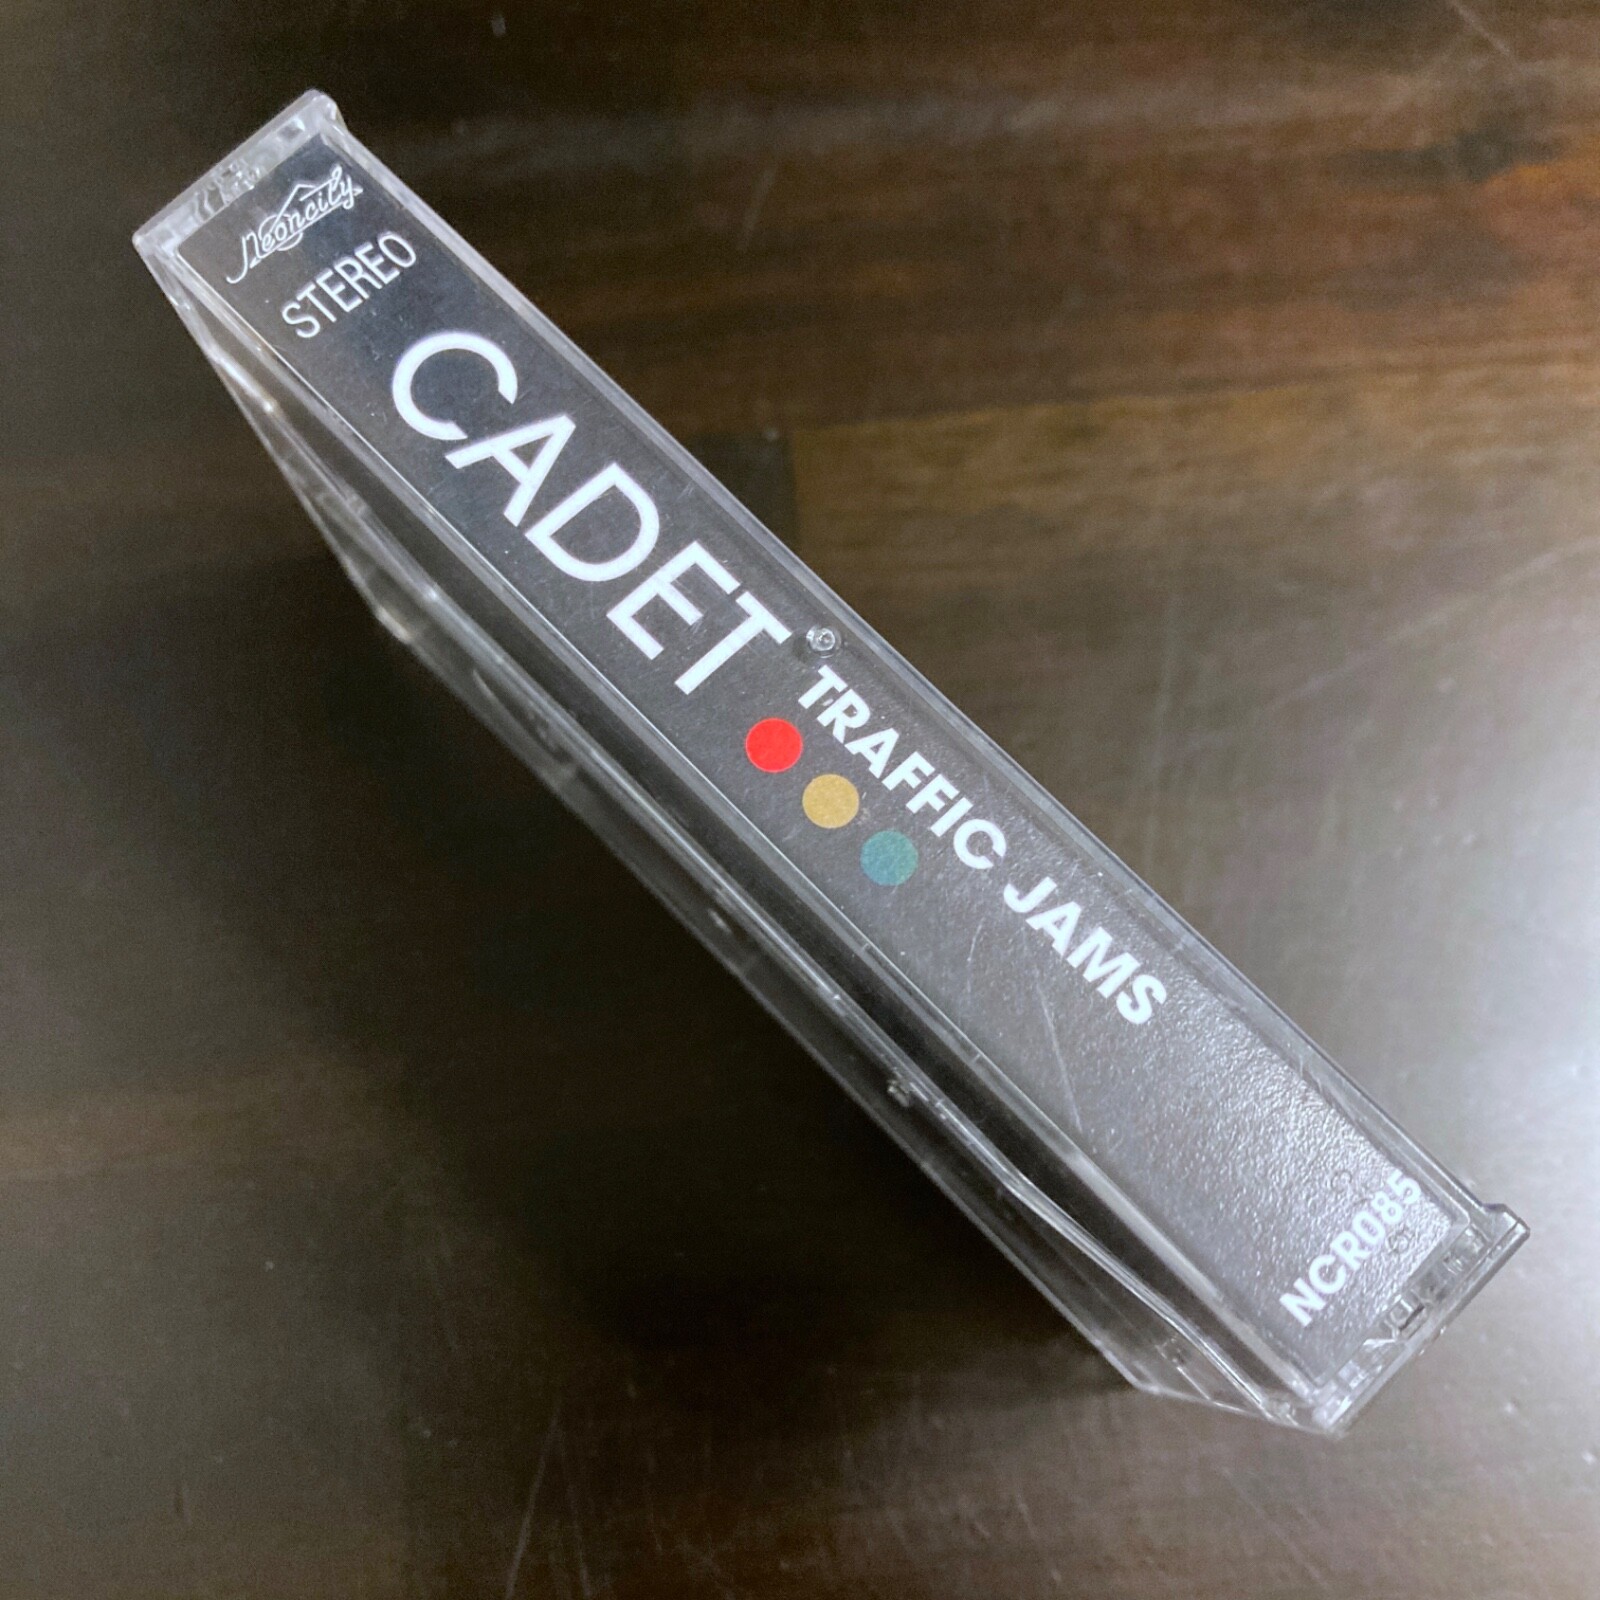 Neoncity
STEREO
CADET
TRAFFIC JAMS
NCR085